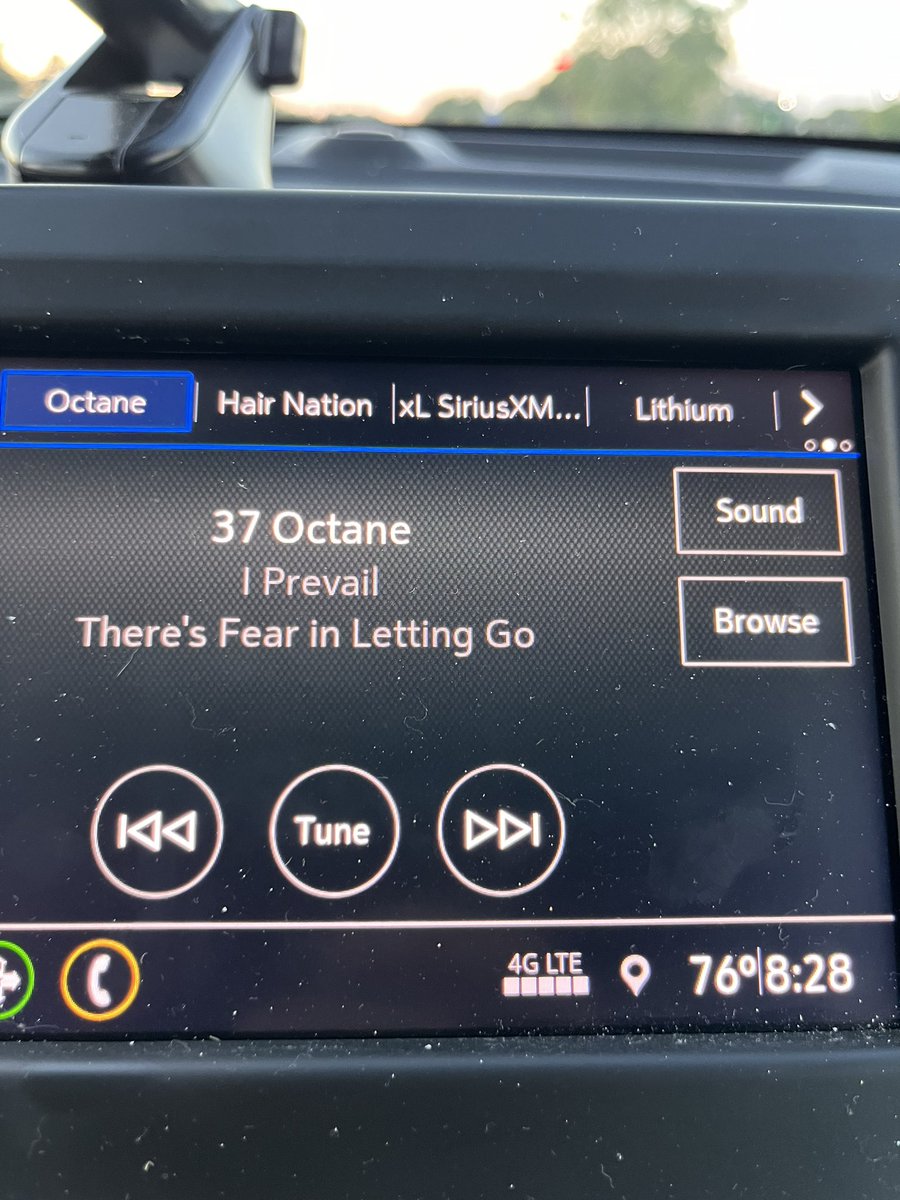 Octane
Hair Nation
xL SiriusXM...
Lithium
37 Octane
I Prevail
There's Fear in Letting Go
Sound
Browse
Tune
4G LTE
76° 8:28